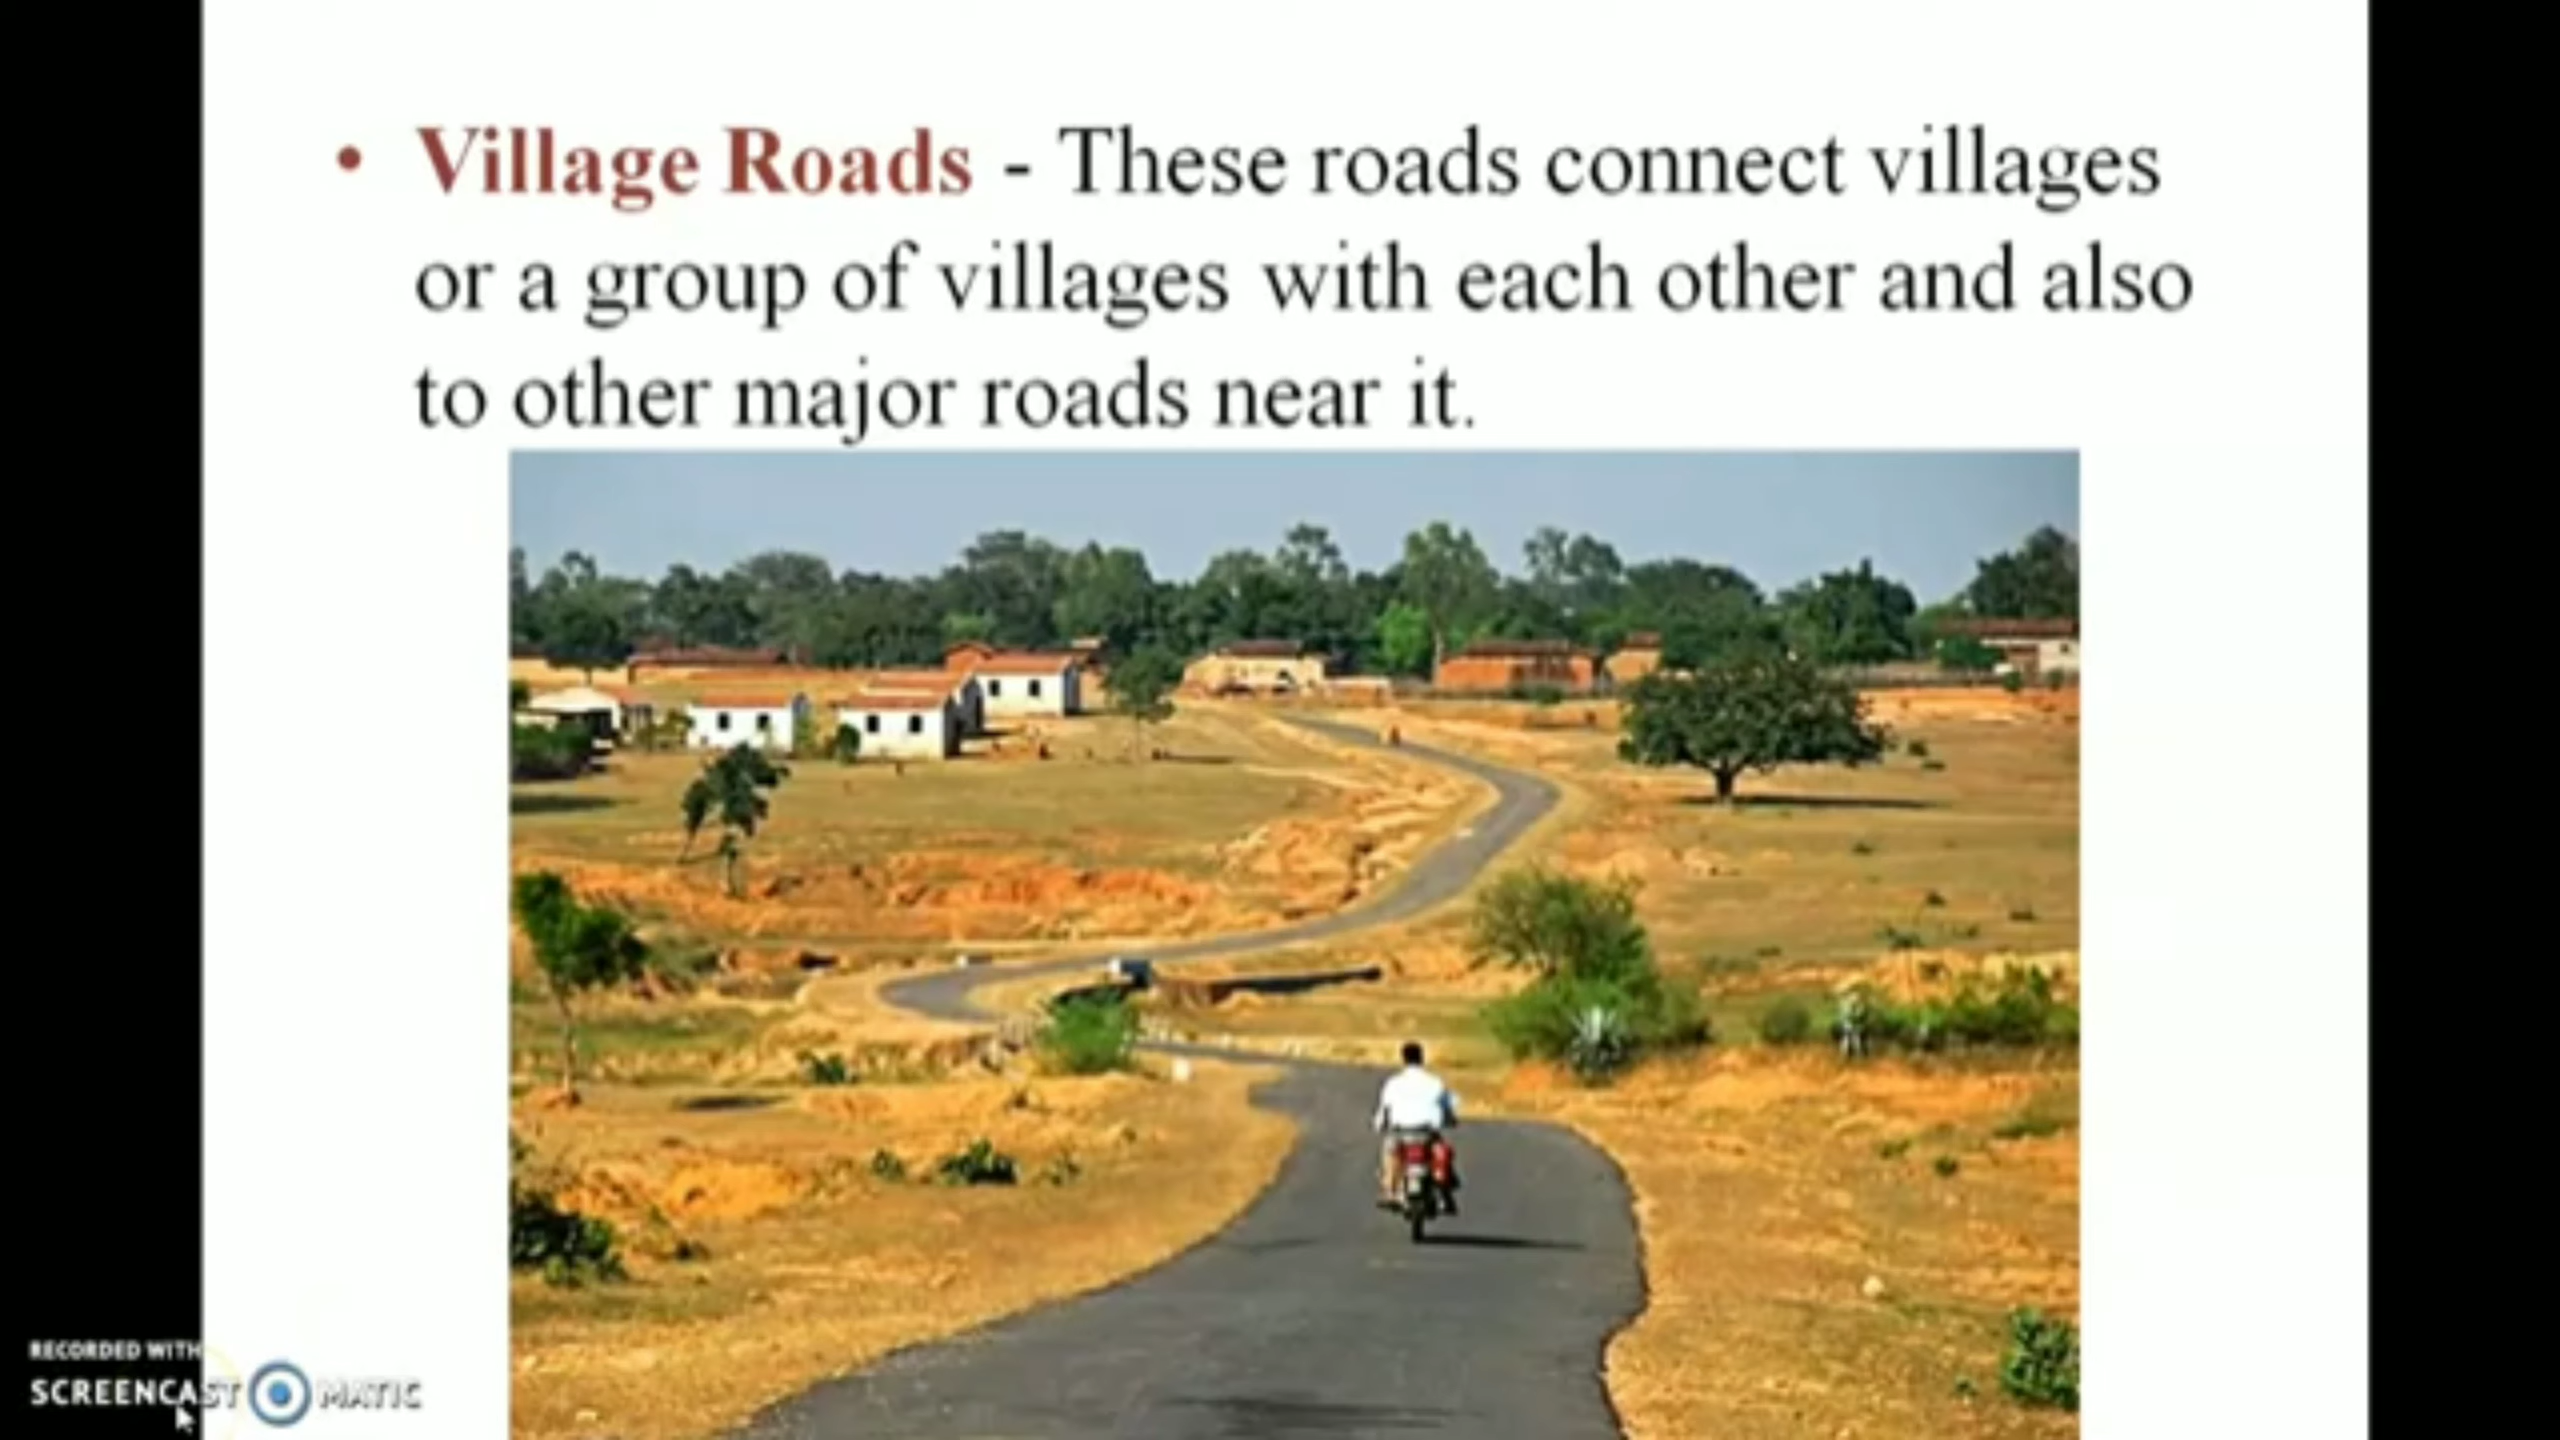 • Village Roads - These roads connect villages
or a group of villages with each other and also
to other major roads near it.
RECORDED WITH
SCREENCAST MATIC